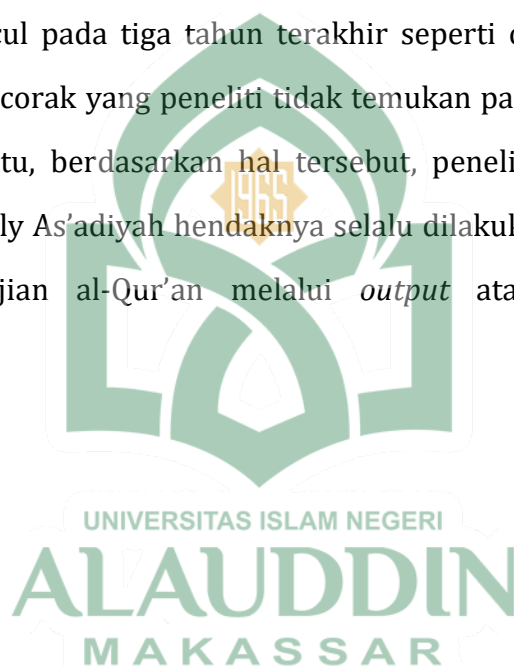 cul pada tiga tahun terakhir seperti
corak yang peneliti tidak temukan pa
tu, berdasarkan hal tersebut, peneli
1965
ly As’adiyah hendaknya selalu dilakuk
jian al-Qur’an melalui output ata
UNIVERSITAS ISLAM NEGERI
ALAUDDIN
MAKASSAR